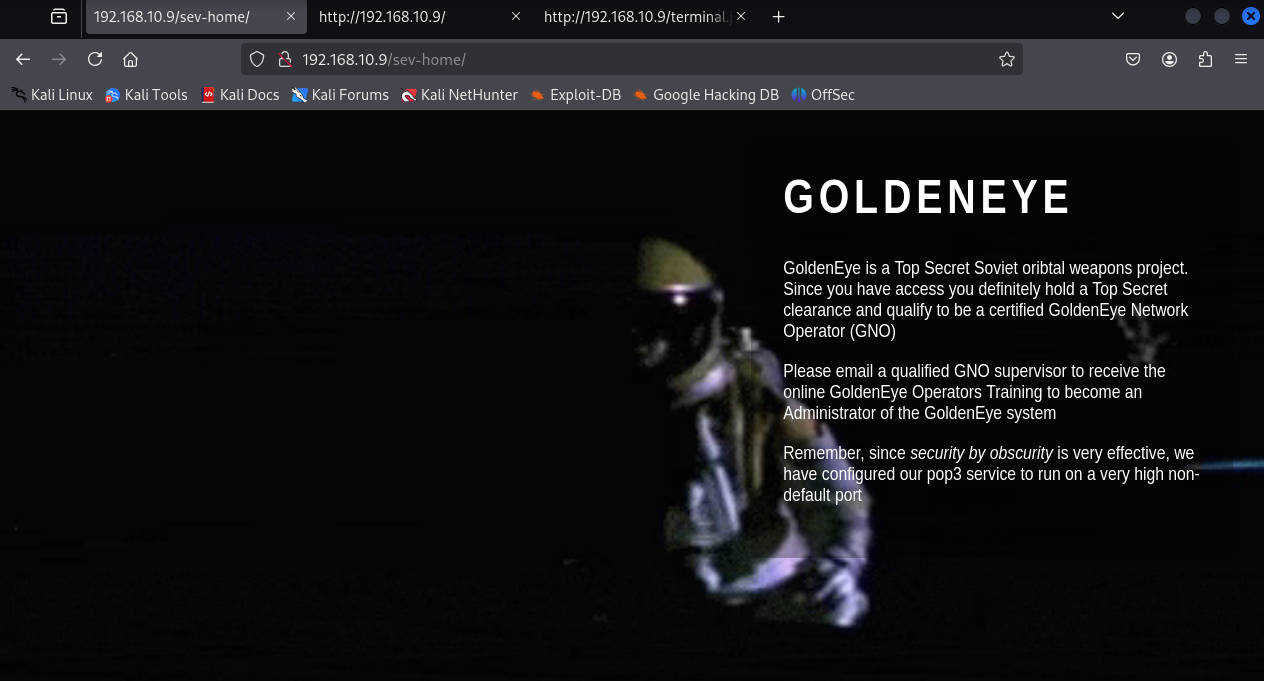 192.168.10.9/sev-home/
http://192.168.10.9/
http://192.168.10.9/terminal.
192.168.10.9/sev-home/
Kali Linux
Kali Tools
Kali Docs
Kali Forums
Kali NetHunter
Exploit-DB
Google Hacking DB
OffSec
GOLDENEYE
GoldenEye is a Top Secret Soviet oribtal weapons project.
Since you have access you definitely hold a Top Secret
clearance and qualify to be a certified GoldenEye Network
Operator (GNO)
Please email a qualified GNO supervisor to receive the
online GoldenEye Operators Training to become an
Administrator of the GoldenEye system
Remember, since security by obscurity is very effective, we
have configured our pop3 service to run on a very high non-
default port